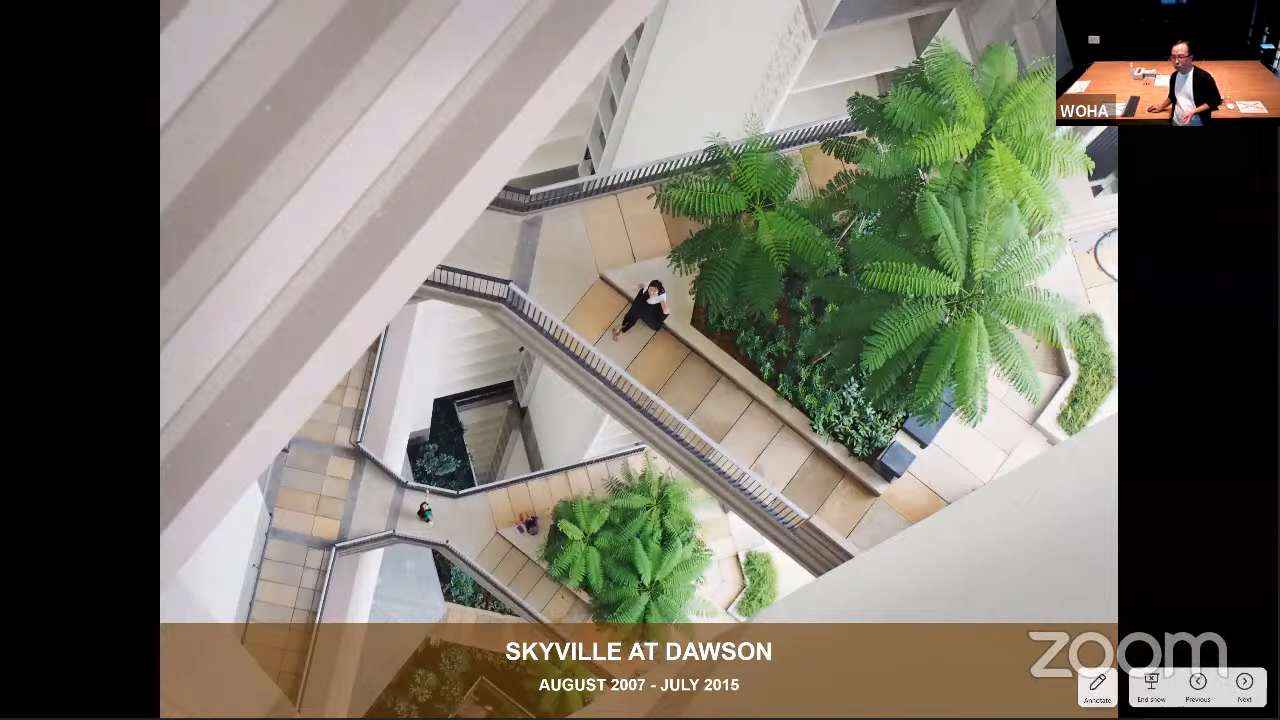 WOHA
SKYVILLE AT DAWSON
AUGUST 2007 - JULY 2015
zoom
Annotate
End show
Previous
Next